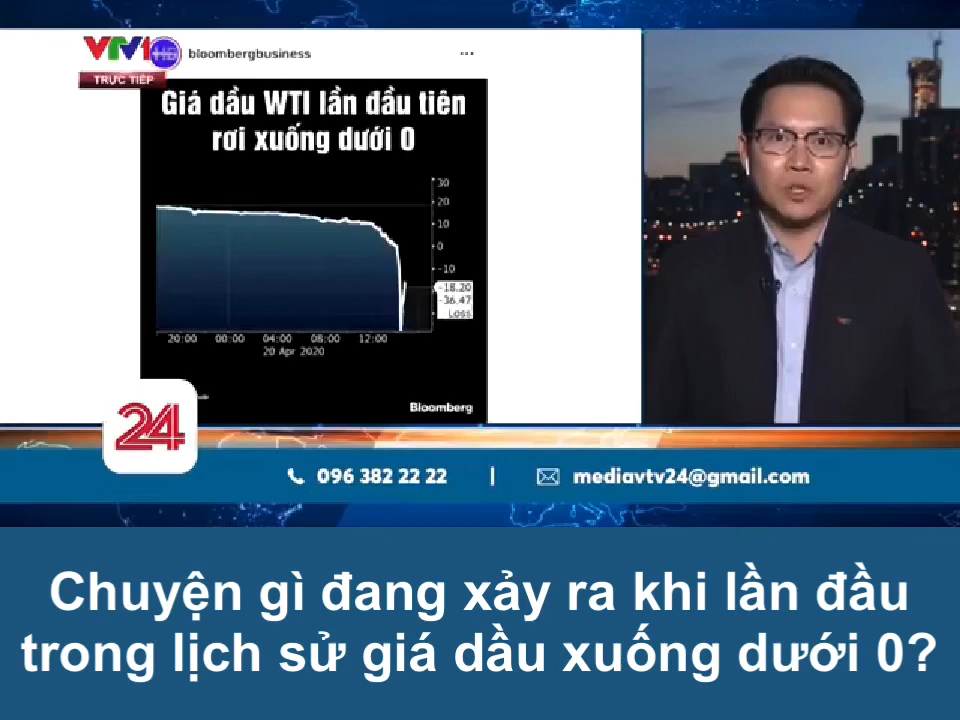 VTV1 HD
bloombergbusiness
...
TRỰC TIẾP
Giá dầu WTI lần đầu tiên
rơi xuống dưới 0
30
20
10
0
-10
-18.20
-36.47
Loss
20:00 00:00 04:00 08:00 12:00
20 Apr 2020
Bloomberg
24
096 382 22 22 | mediavtv24@gmail.com
Chuyện gì đang xảy ra khi lần đầu
trong lịch sử giá dầu xuống dưới 0?